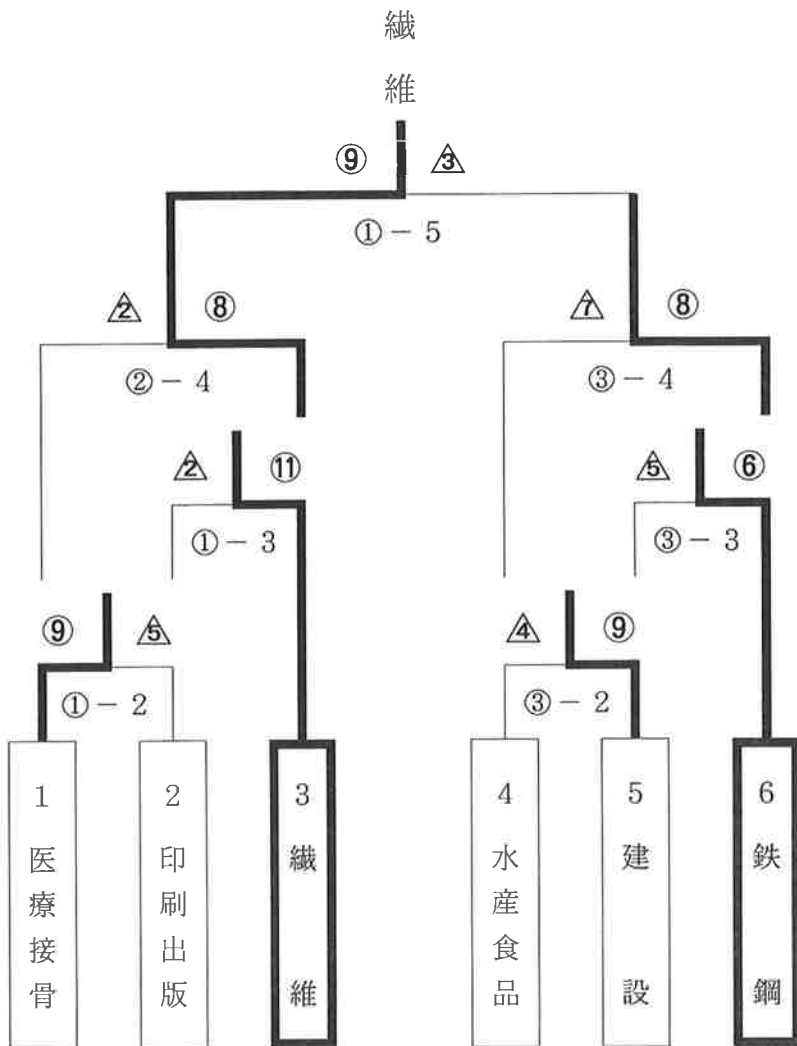 繊維
⑨ 3
①－5
2 ⑧ 7 ⑧
②－4 ③－4
2 ⑪ 5 ⑥
①－3 ③－3
⑨ 5 4 ⑨
①－2 ③－2
1 医療接骨
2 印刷出版
3 繊維
4 水産食品
5 建設
6 鉄鋼